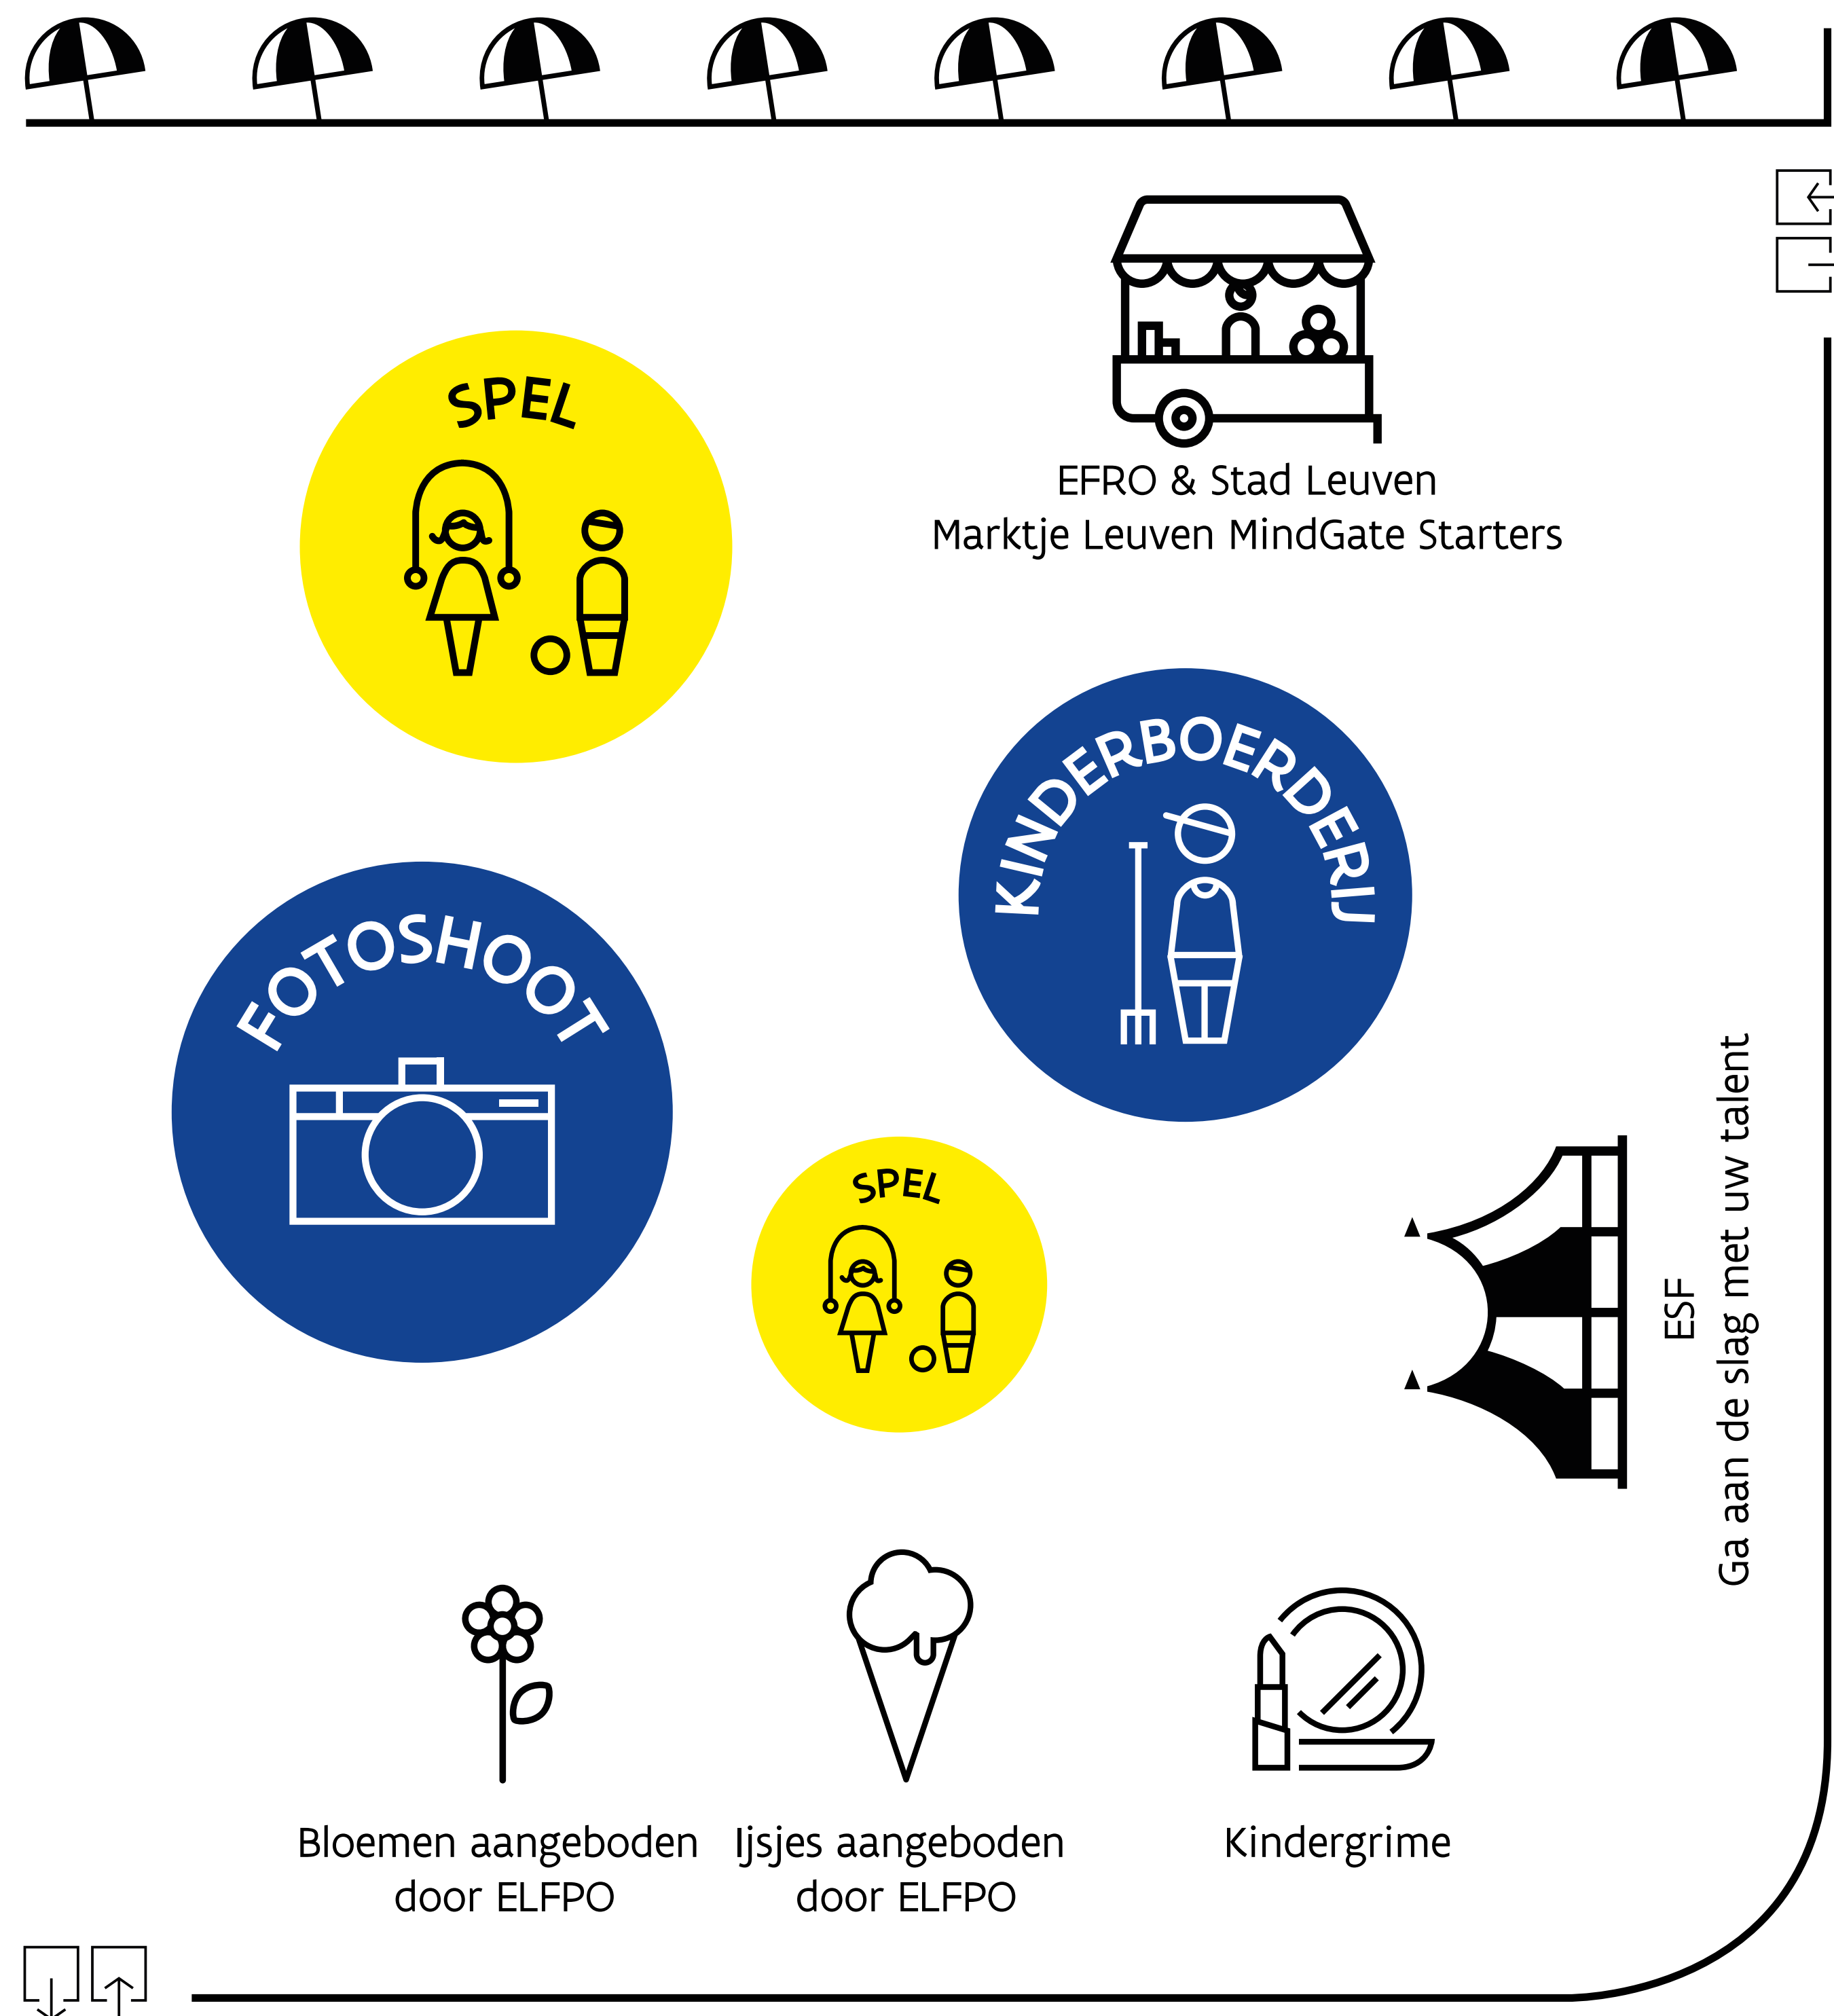 SPEL
EFRO & Stad Leuven
Marktje Leuven MindGate Starters
KINDERBOERDERIJ
FOTOSHOOT
SPEL
ESF
Ga aan de slag met uw talent
Bloemen aangeboden
door ELFPO
Ijsjes aangeboden
door ELFPO
Kindergrime